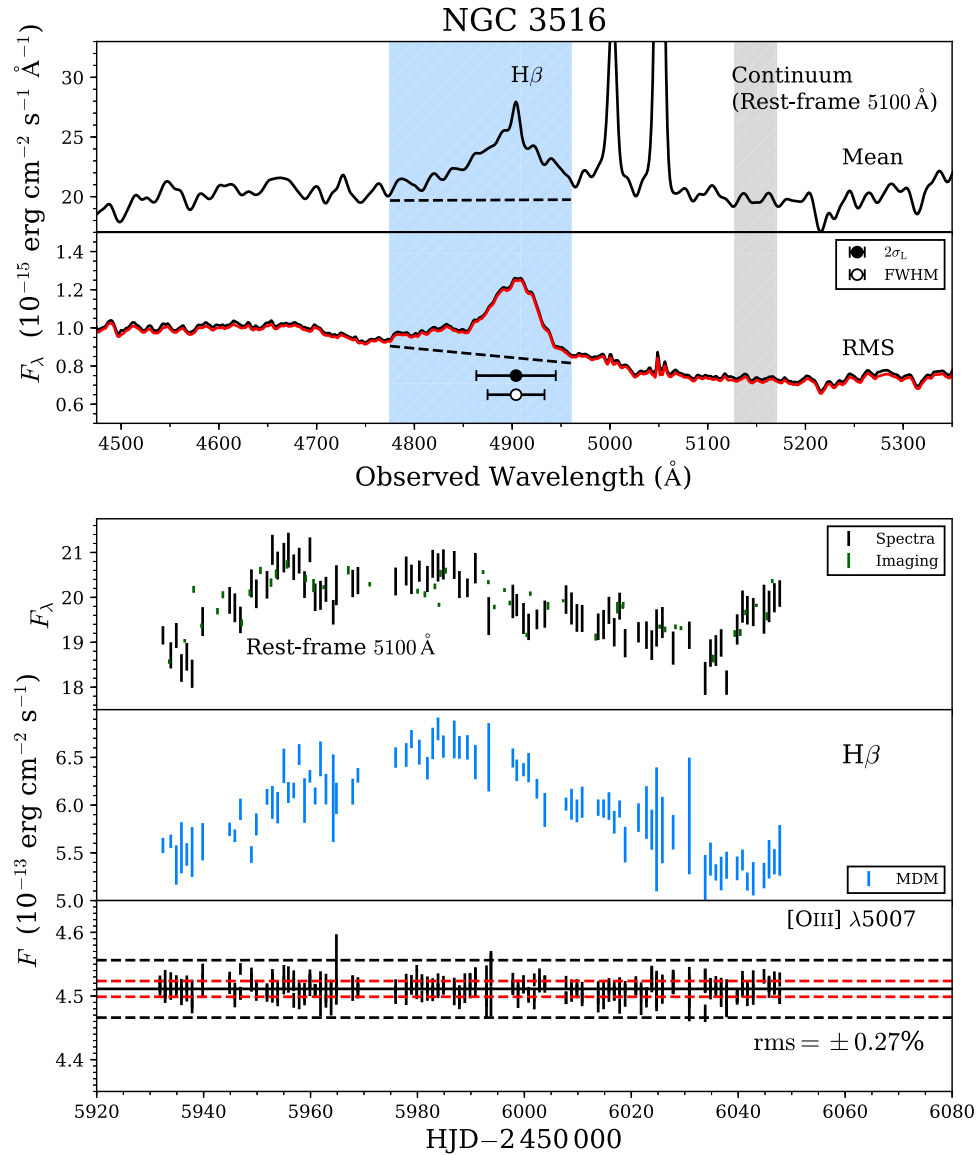 NGC 3516
Hβ
Continuum
(Rest-frame 5100 Å)
Mean
30
25
20
2σL
FWHM
1.4
1.2
1.0
0.8
0.6
RMS
Fλ (10−15 erg cm−2 s−1 Å−1)
4500 4600 4700 4800 4900 5000 5100 5200 5300
Observed Wavelength (Å)
Spectra
Imaging
21
20
19
18
Fλ
Rest-frame 5100 Å
Hβ
6.5
6.0
5.5
5.0
MDM
[OIII] λ5007
4.6
4.5
4.4
rms = ± 0.27%
F (10−13 erg cm−2 s−1)
5920 5940 5960 5980 6000 6020 6040 6060 6080
HJD−2 450 000